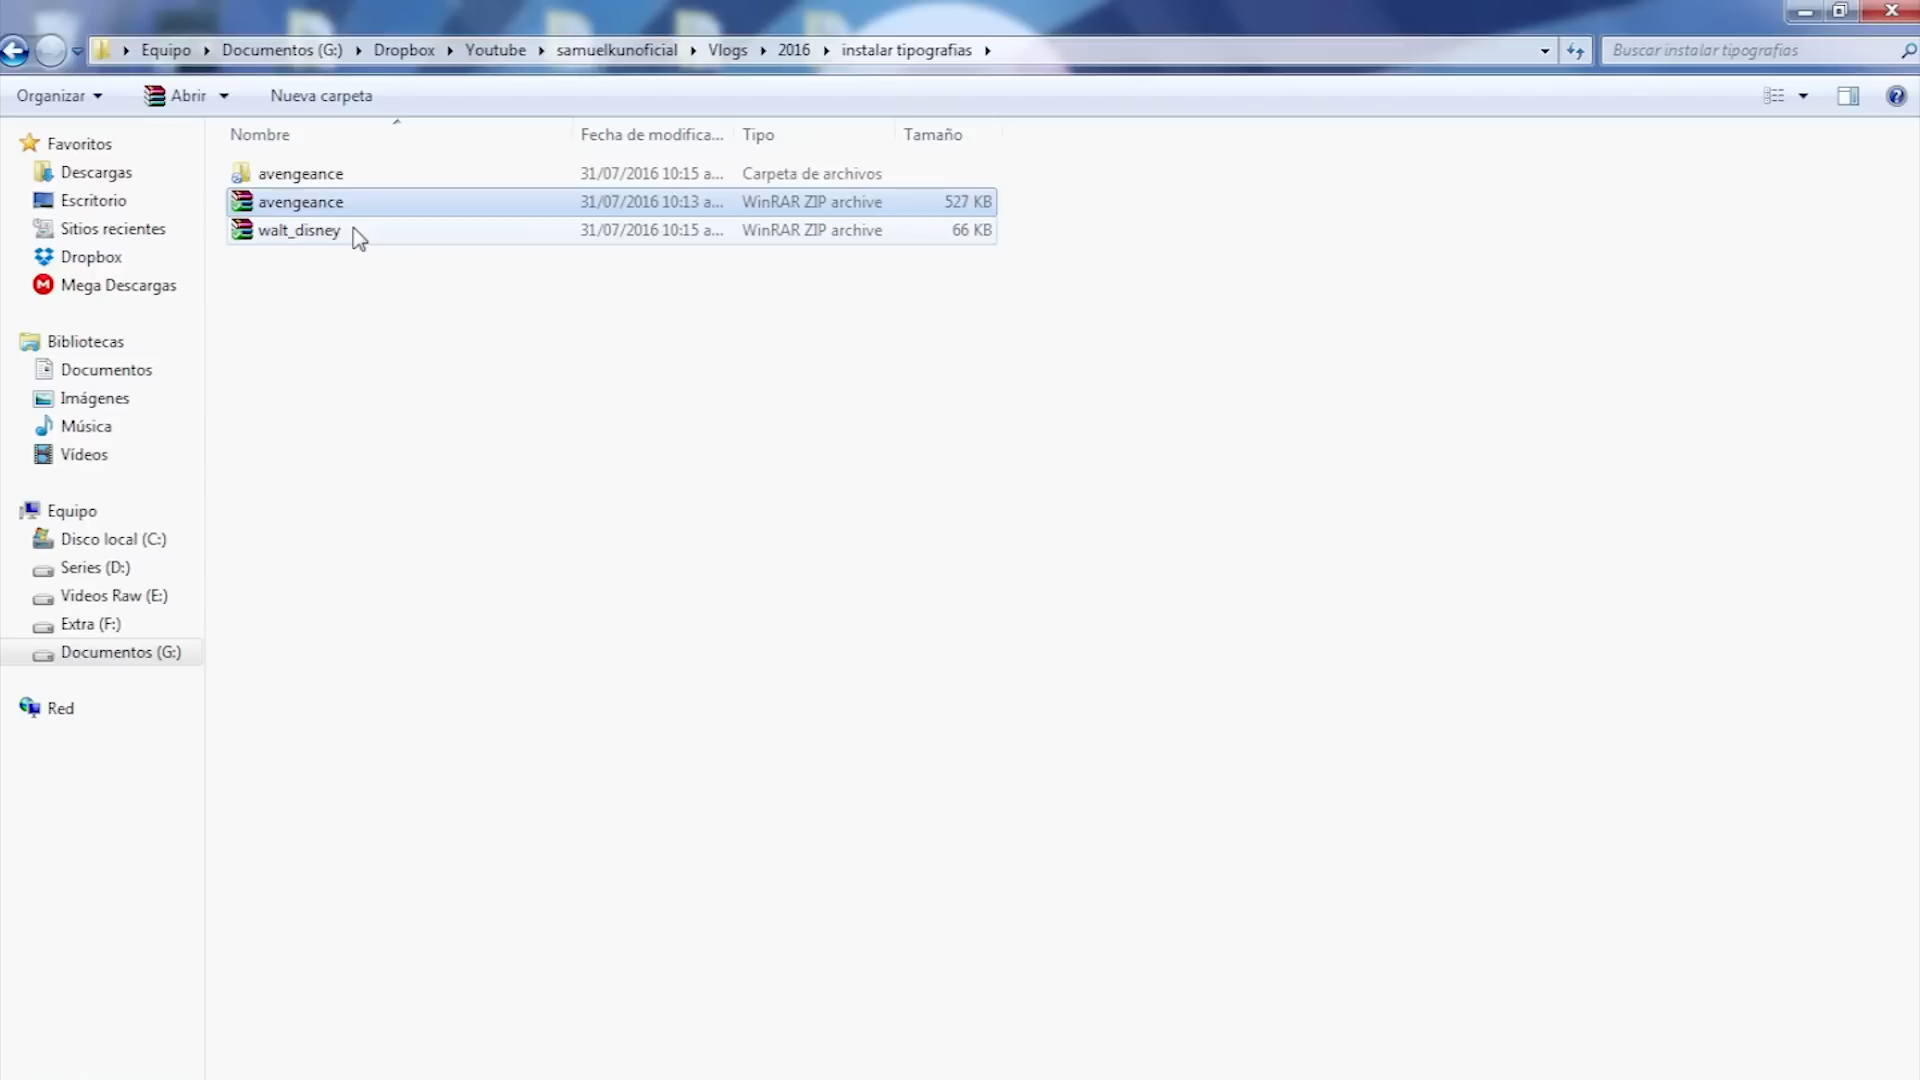 Equipo Documentos (G:) Dropbox Youtube samuelkunoficial Vlogs 2016 instalar tipografias Buscar instalar tipografias
Organizar Abrir Nueva carpeta
Nombre Fecha de modifica... Tipo Tamaño
avengeance 31/07/2016 10:15 a... Carpeta de archivos
avengeance 31/07/2016 10:13 a... WinRAR ZIP archive 527 KB
walt_disney 31/07/2016 10:15 a... WinRAR ZIP archive 66 KB
Favoritos
Descargas
Escritorio
Sitios recientes
Dropbox
Mega Descargas
Bibliotecas
Documentos
Imágenes
Música
Vídeos
Equipo
Disco local (C:)
Series (D:)
Videos Raw (E:)
Extra (F:)
Documentos (G:)
Red